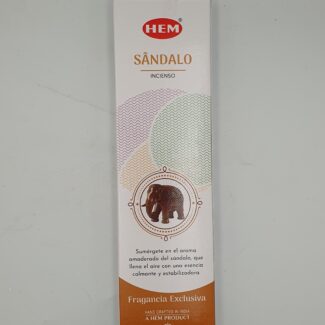 HEM
SÂNDALO
INCIENSO
Sumérgete en el aroma
amaderado del sándalo, que
llena el aire con una esencia
calmante y estabilizadora.
Fragancia Exclusiva
HAND CRAFTED IN INDIA
A HEM PRODUCT